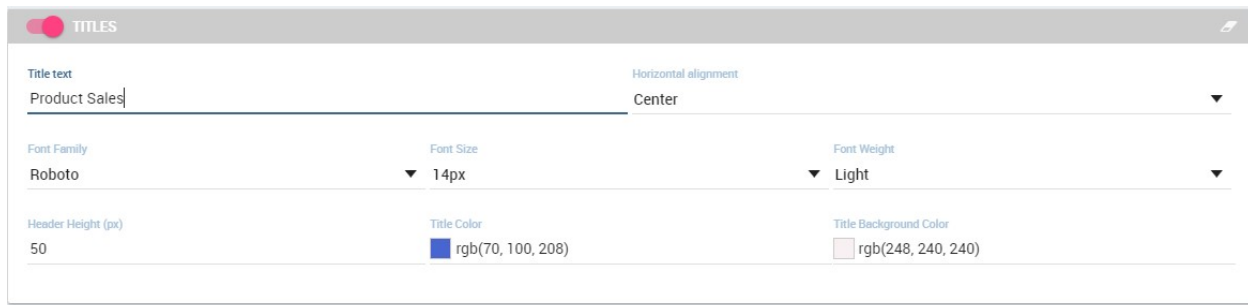 TITLES
Title text Horizontal alignment
Product Sales Center
Font Family Font Size Font Weight
Roboto 14px Light
Header Height (px) Title Color Title Background Color
50 rgb(70, 100, 208) rgb(248, 240, 240)